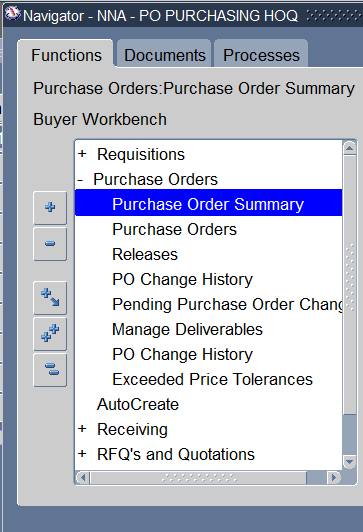 Navigator - NNA - PO PURCHASING HOQ
Functions Documents Processes
Purchase Orders:Purchase Order Summary
Buyer Workbench
+ Requisitions
- Purchase Orders
Purchase Order Summary
Purchase Orders
Releases
PO Change History
Pending Purchase Order Chang
Manage Deliverables
PO Change History
Exceeded Price Tolerances
AutoCreate
+ Receiving
+ RFQ's and Quotations